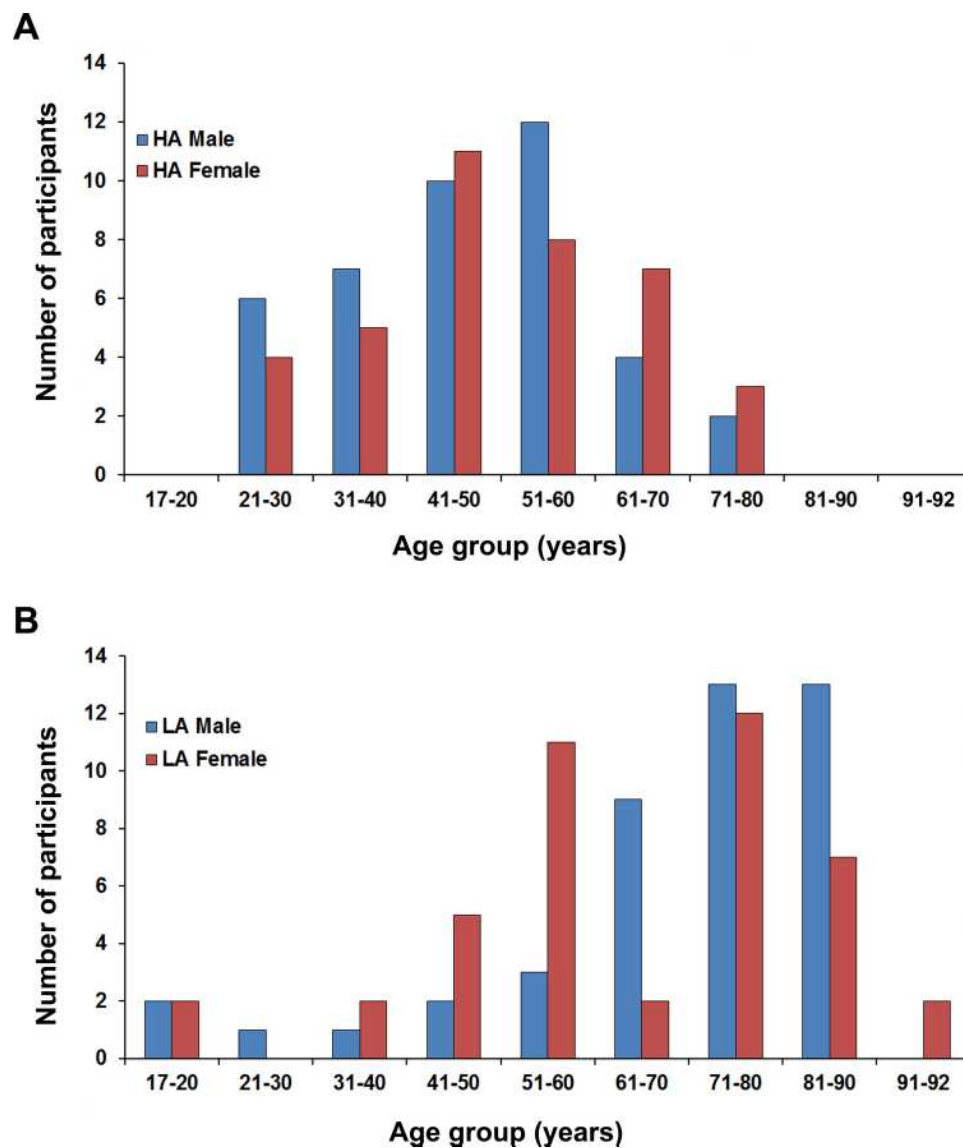 A
14
12
10
8
6
4
2
0
Number of participants
HA Male
HA Female
17-20 21-30 31-40 41-50 51-60 61-70 71-80 81-90 91-92
Age group (years)
B
14
12
10
8
6
4
2
0
Number of participants
LA Male
LA Female
17-20 21-30 31-40 41-50 51-60 61-70 71-80 81-90 91-92
Age group (years)